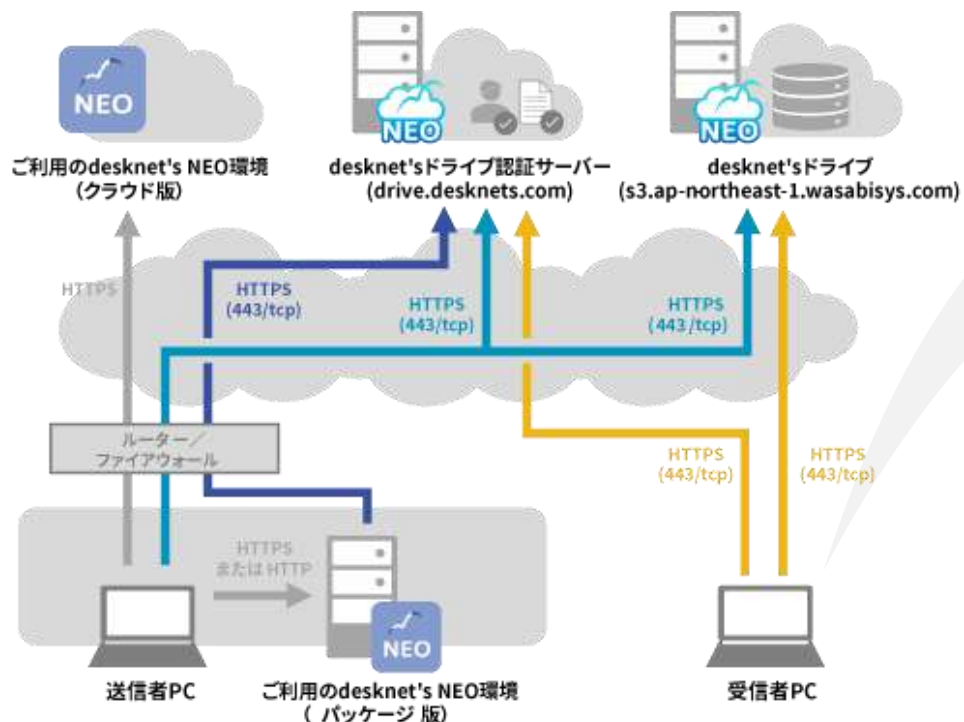 NEO
NEO
NEO
ご利用のdesknet's NEO環境
(クラウド版)
desknet'sドライブ認証サーバー
(drive.desknets.com)
desknet'sドライブ
(s3.ap-northeast-1.wasabisys.com)
HTTPS
HTTPS
(443/tcp)
HTTPS
(443/tcp)
HTTPS
(443/tcp)
ルーター/
ファイアウォール
HTTPS
(443/tcp)
HTTPS
(443/tcp)
HTTPS
または HTTP
NEO
送信者PC
ご利用のdesknet's NEO環境
( パッケージ 版)
受信者PC